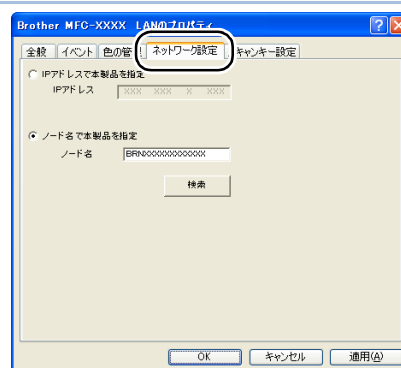 Brother MFC-XXXX LANのプロパティ
全般 イベント 色の管理 ネットワーク設定 キャンキー設定
IPアドレスで本製品を指定
IPアドレス XXX XXX X XXX
ノード名で本製品を指定
ノード名 BRNXXXXXXXXXXXX
検索
OK キャンセル 適用(A)